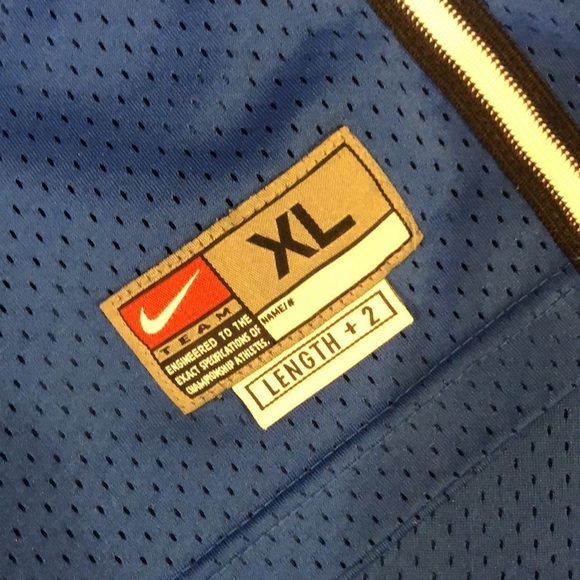 XL
TEAM
NAME/#
ENGINEERED TO THE
EXACT SPECIFICATIONS OF
CHAMPIONSHIP ATHLETES.
LENGTH + 2